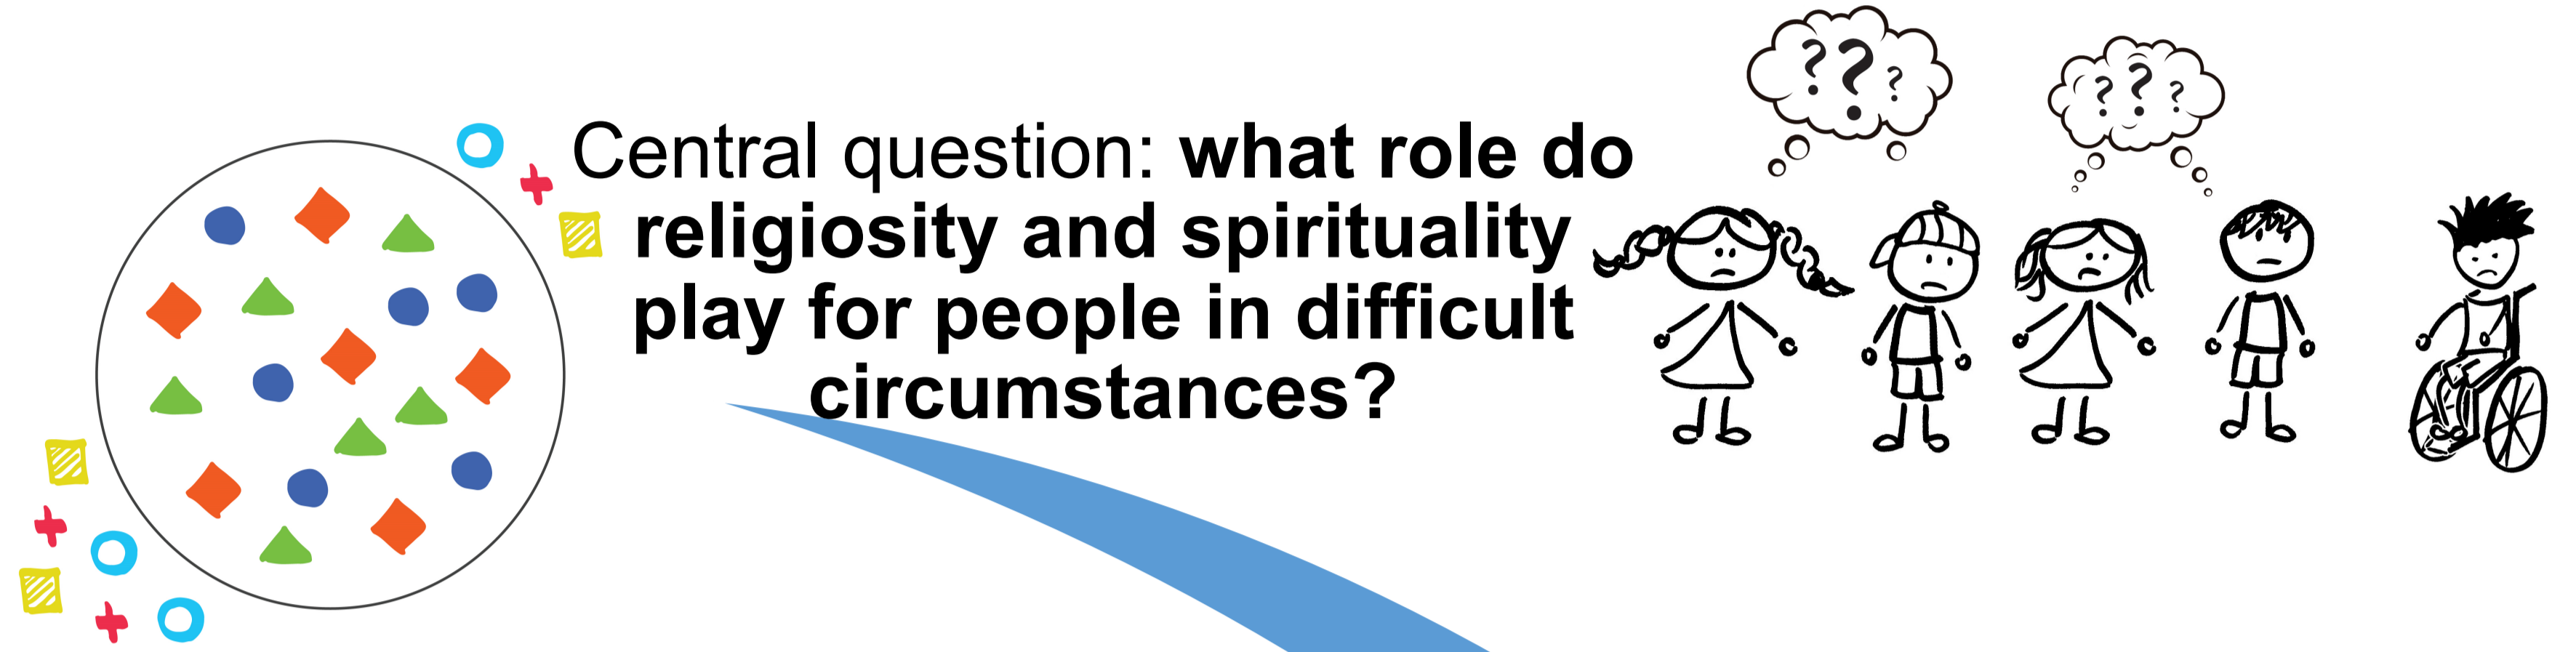 Central question: what role do
religiosity and spirituality
play for people in difficult
circumstances?
? ? ?
? ? ?